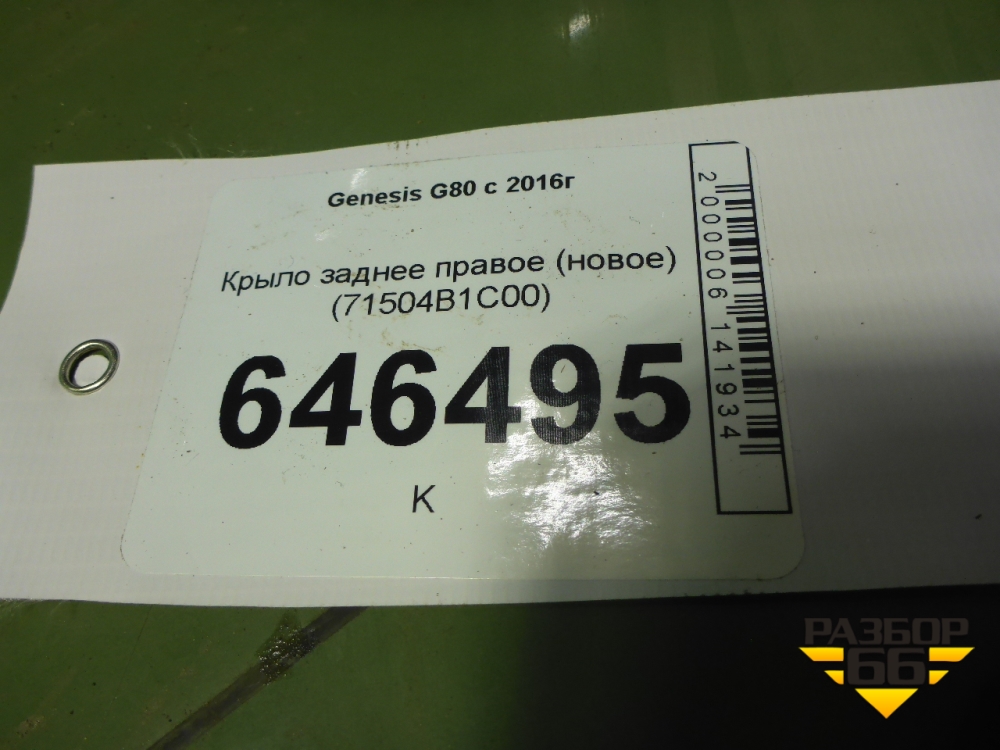 Genesis G80 с 2016г
Крыло заднее правое (новое)
(71504B1C00)
646495
К
2000006141934
РАЗБОР
66